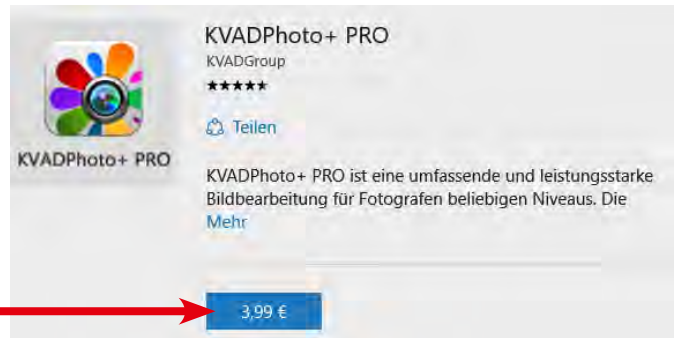 KVADPhoto+ PRO
KVADGroup
Teilen
KVADPhoto+ PRO
KVADPhoto+ PRO ist eine umfassende und leistungsstarke
Bildbearbeitung für Fotografen beliebigen Niveaus. Die
Mehr
3,99 €